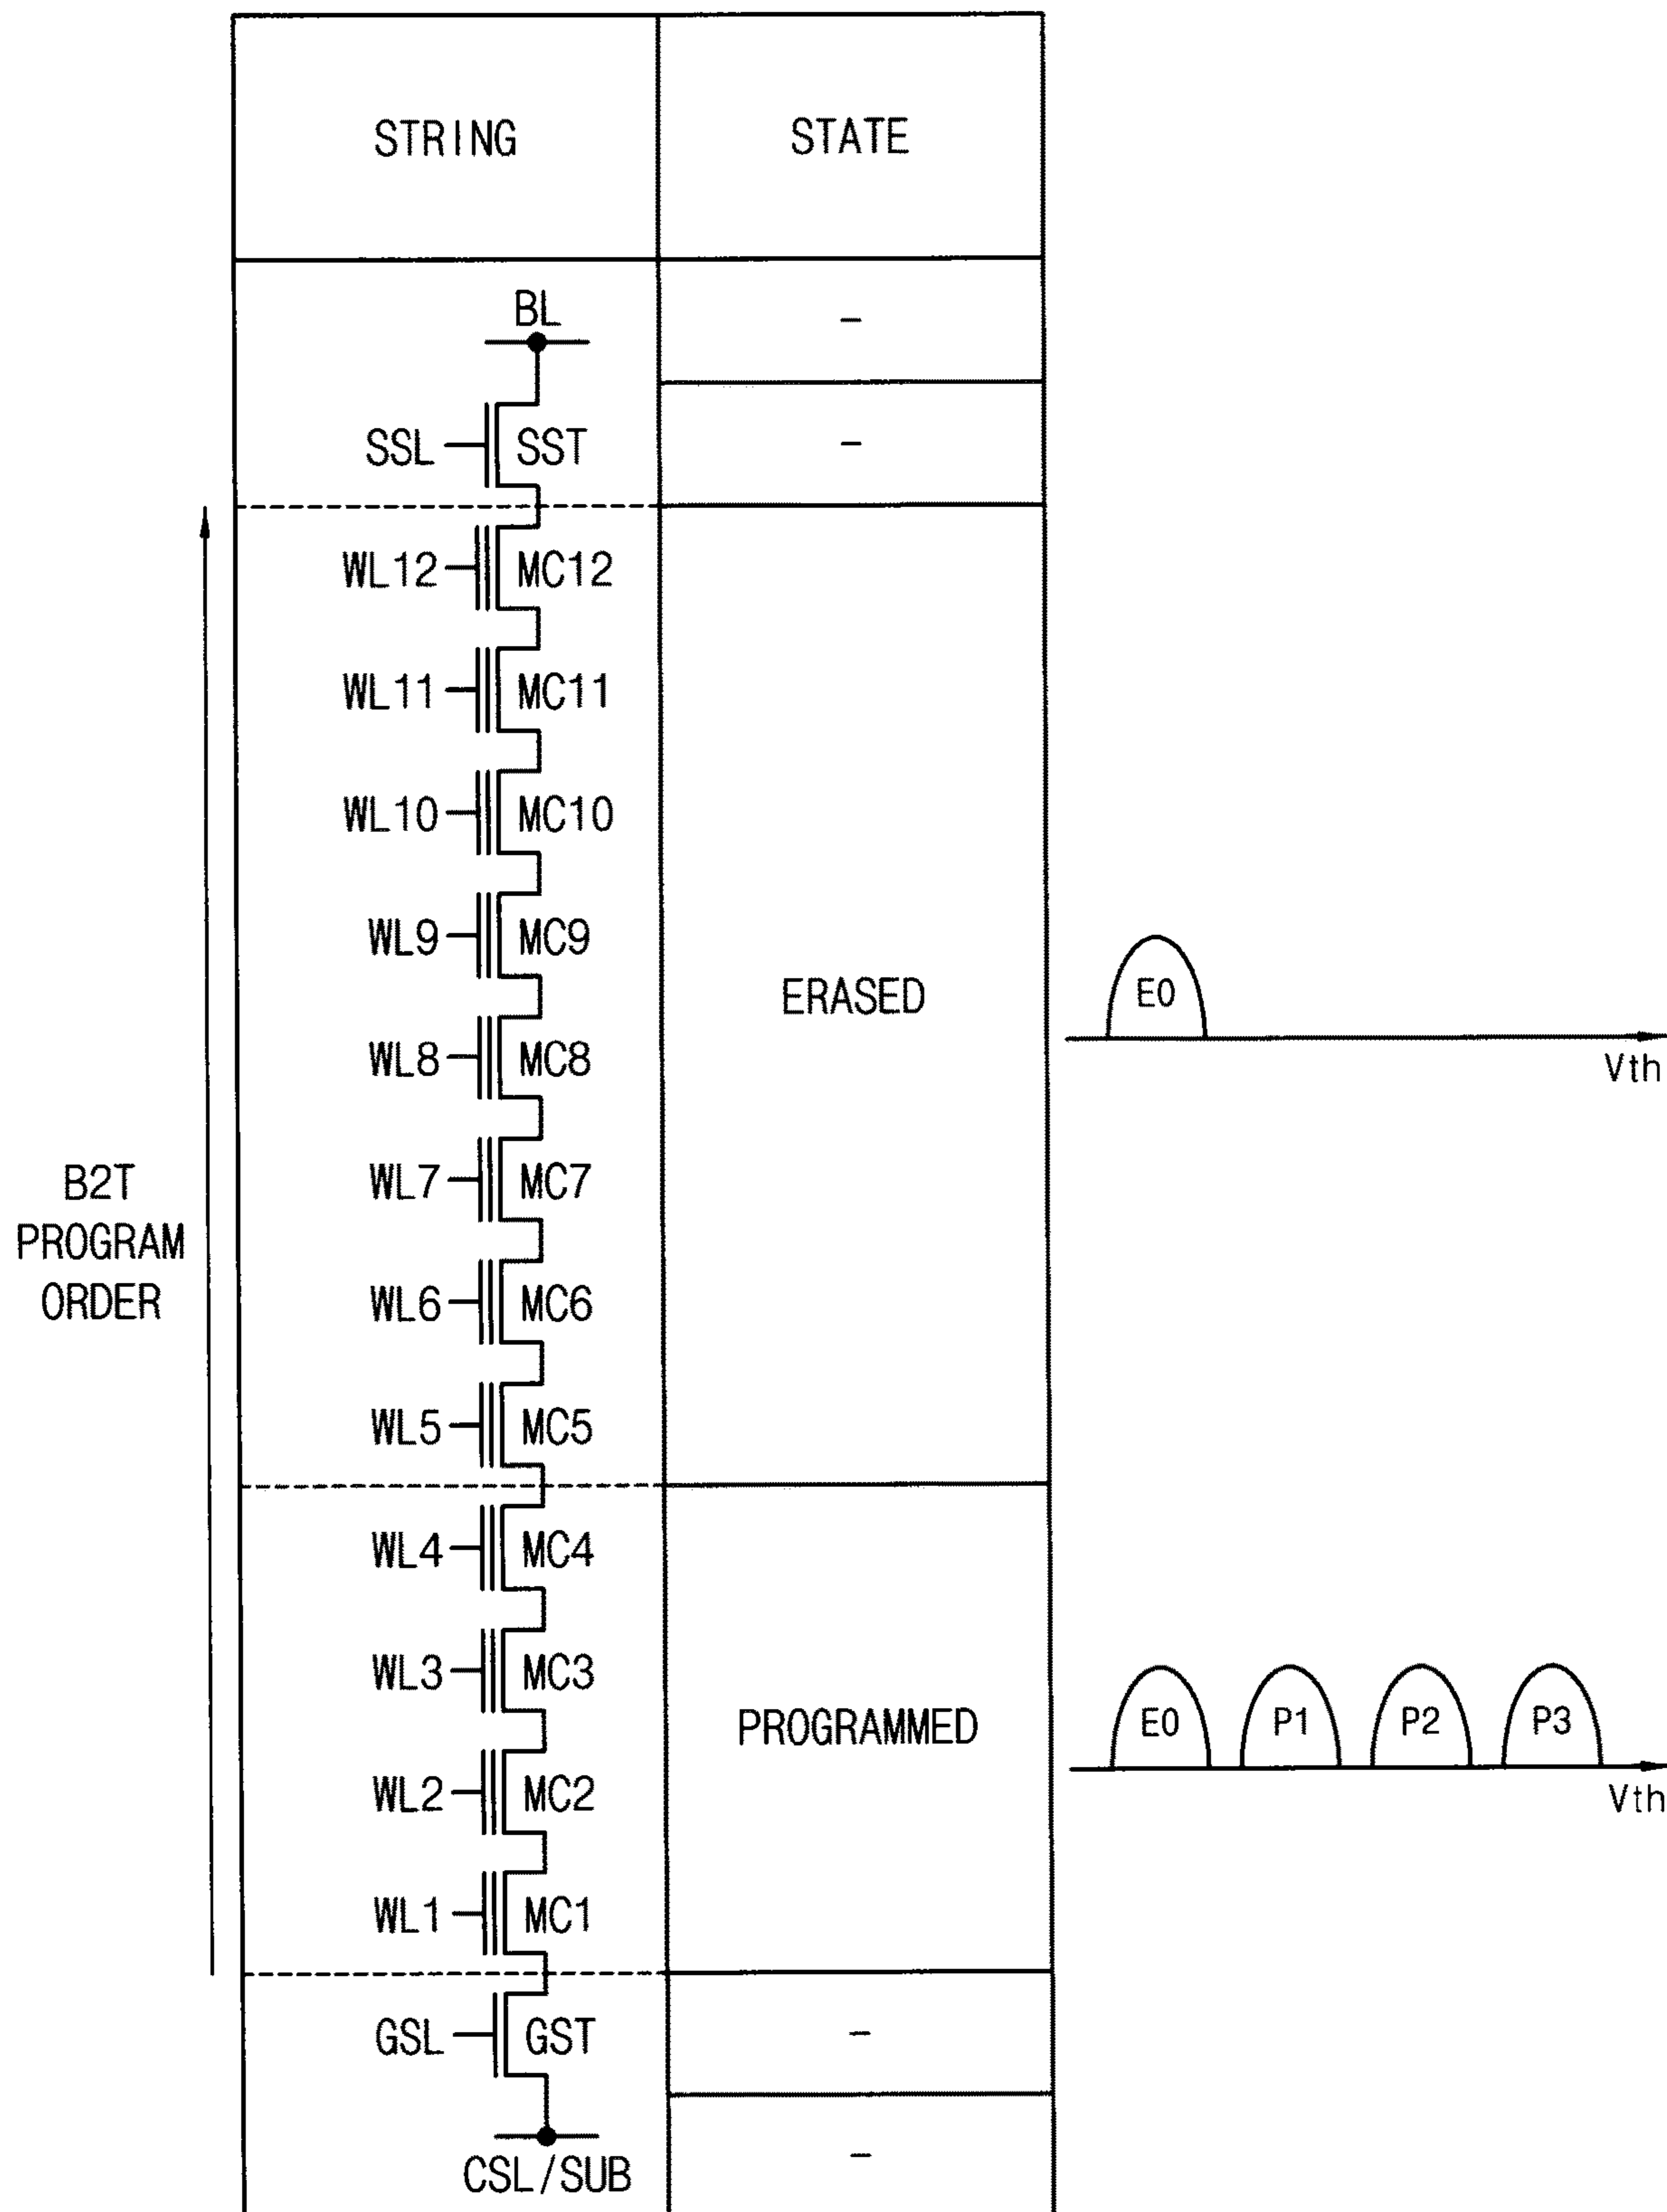 STRING STATE
BL -
SSL SST -
WL12 MC12
WL11 MC11
WL10 MC10
WL9 MC9
ERASED
E0
WL8 MC8
Vth
WL7 MC7
B2T
PROGRAM
ORDER
WL6 MC6
WL5 MC5
WL4 MC4
WL3 MC3
PROGRAMMED
E0 P1 P2 P3
WL2 MC2
Vth
WL1 MC1
GSL GST -
CSL/SUB -